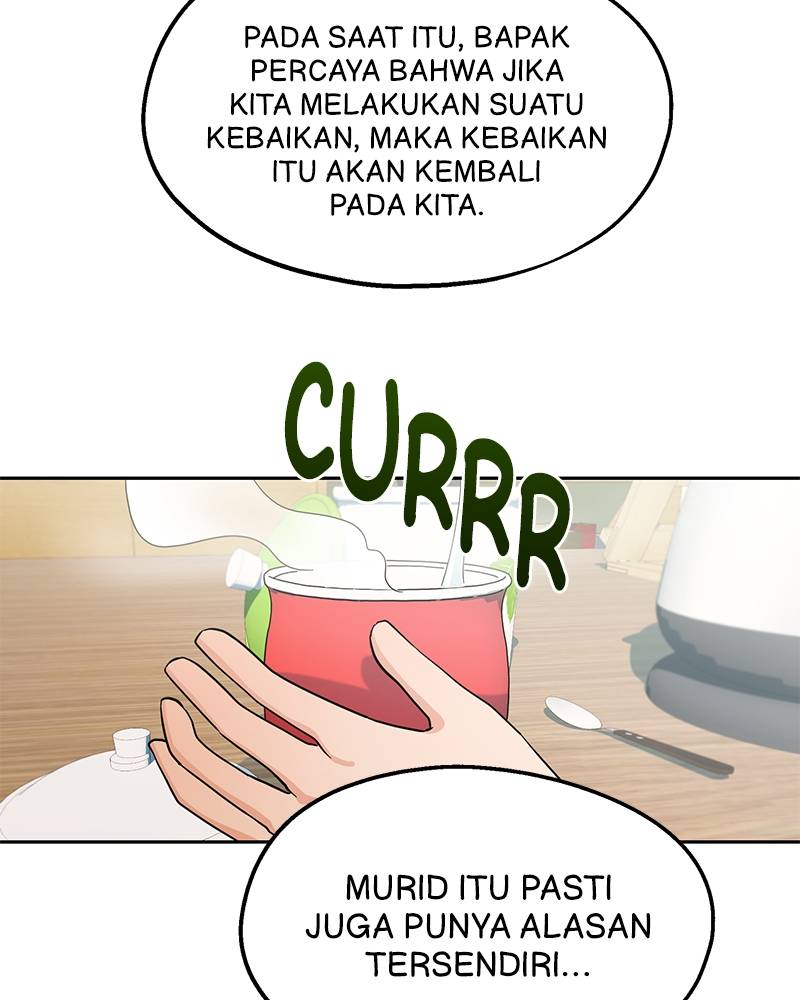 PADA SAAT ITU, BAPAK
PERCAYA BAHWA JIKA
KITA MELAKUKAN SUATU
KEBAIKAN, MAKA KEBAIKAN
ITU AKAN KEMBALI
PADA KITA.
CURRR
MURID ITU PASTI
JUGA PUNYA ALASAN
TERSENDIRI...